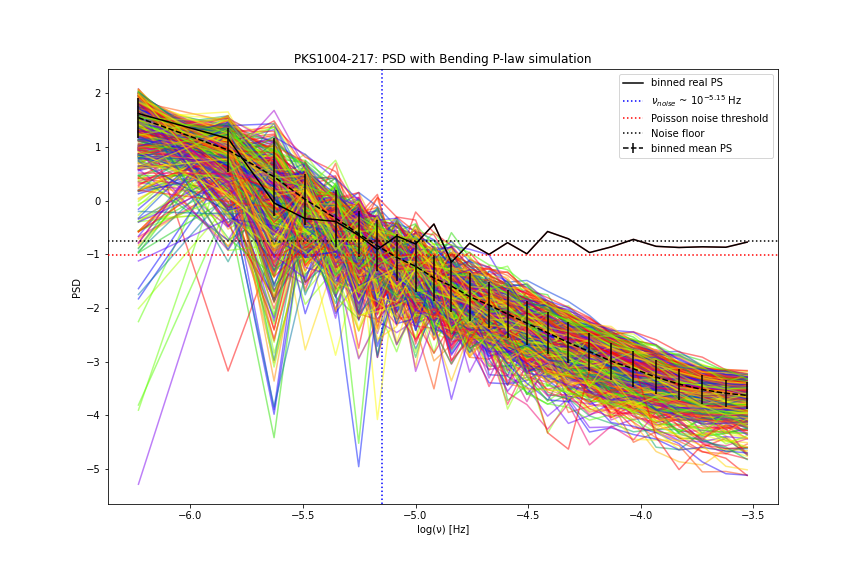 PKS1004-217: PSD with Bending P-law simulation
binned real PS
ν_noise ~ 10^−5.15 Hz
Poisson noise threshold
Noise floor
binned mean PS
PSD
2
1
0
−1
−2
−3
−4
−5
−6.0 −5.5 −5.0 −4.5 −4.0 −3.5
log(ν) [Hz]